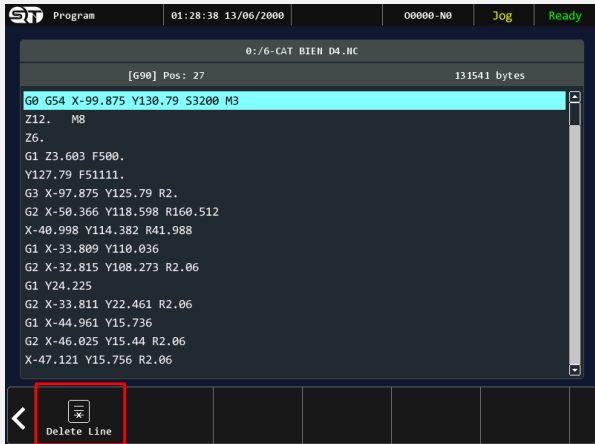 Program 01:28:38 13/06/2000 O0000-N0 Jog Ready
0:/6-CAT BIEN D4.NC
[G90] Pos: 27 131541 bytes
G0 G54 X-99.875 Y130.79 S3200 M3
Z12. M8
Z6.
G1 Z3.603 F500.
Y127.79 F51111.
G3 X-97.875 Y125.79 R2.
G2 X-50.366 Y118.598 R160.512
X-40.998 Y114.382 R41.988
G1 X-33.809 Y110.036
G2 X-32.815 Y108.273 R2.06
G1 Y24.225
G2 X-33.811 Y22.461 R2.06
G1 X-44.961 Y15.736
G2 X-46.025 Y15.44 R2.06
X-47.121 Y15.756 R2.06
Delete Line